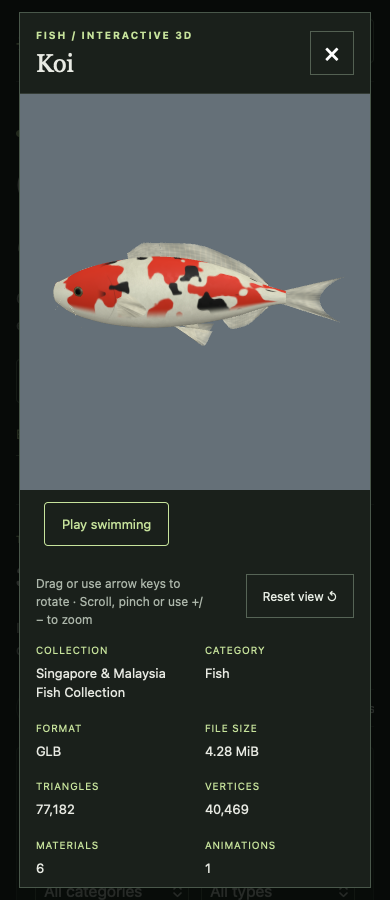 FISH / INTERACTIVE 3D
Koi
×
Play swimming
Drag or use arrow keys to
rotate · Scroll, pinch or use +/
− to zoom
Reset view ↺
COLLECTION
Singapore & Malaysia
Fish Collection
CATEGORY
Fish
FORMAT
GLB
FILE SIZE
4.28 MiB
TRIANGLES
77,182
VERTICES
40,469
MATERIALS
6
ANIMATIONS
1
All categories
All types